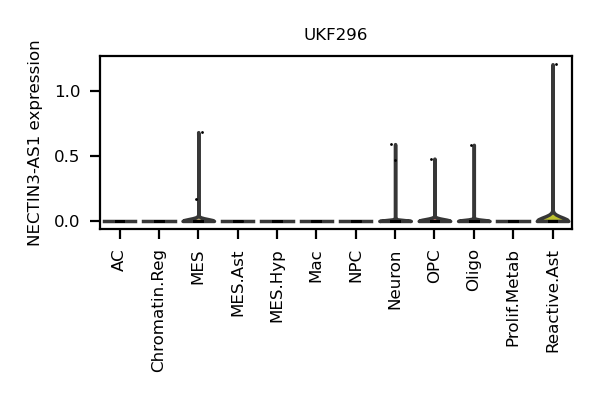 UKF296
NECTIN3-AS1 expression
1.0
0.5
0.0
AC
Chromatin.Reg
MES
MES.Ast
MES.Hyp
Mac
NPC
Neuron
OPC
Oligo
Prolif.Metab
Reactive.Ast